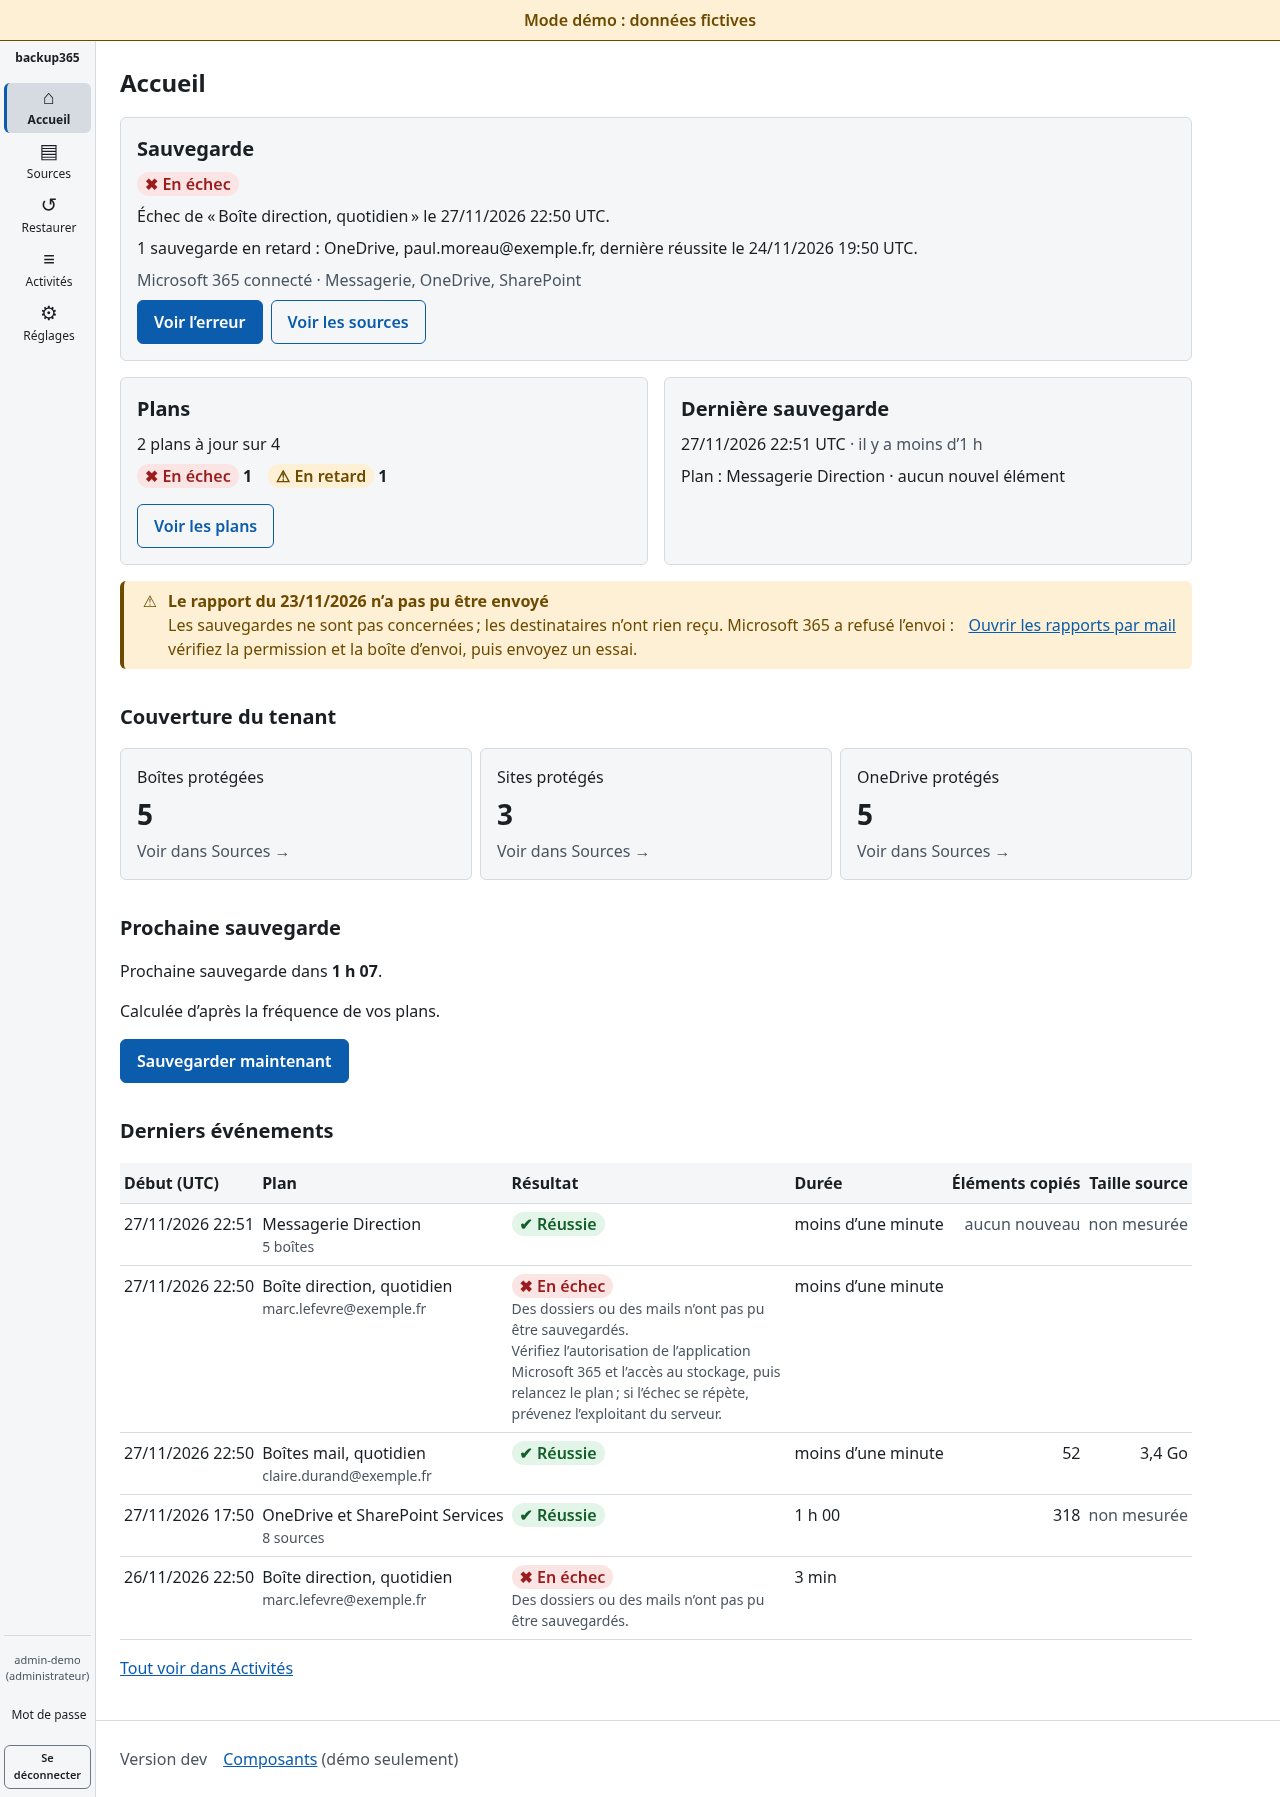 Mode démo : données fictives
backup365
Accueil
Sources
Restaurer
Activités
Réglages
admin-demo
(administrateur)
Mot de passe
Se
déconnecter
Accueil
Sauvegarde
✖ En échec
Échec de « Boîte direction, quotidien » le 27/11/2026 22:50 UTC.
1 sauvegarde en retard : OneDrive, paul.moreau@exemple.fr, dernière réussite le 24/11/2026 19:50 UTC.
Microsoft 365 connecté · Messagerie, OneDrive, SharePoint
Voir l’erreur
Voir les sources
Plans
2 plans à jour sur 4
✖ En échec 1 ⚠ En retard 1
Voir les plans
Dernière sauvegarde
27/11/2026 22:51 UTC · il y a moins d’1 h
Plan : Messagerie Direction · aucun nouvel élément
⚠ Le rapport du 23/11/2026 n’a pas pu être envoyé
Les sauvegardes ne sont pas concernées ; les destinataires n’ont rien reçu. Microsoft 365 a refusé l’envoi :
vérifiez la permission et la boîte d’envoi, puis envoyez un essai.
Ouvrir les rapports par mail
Couverture du tenant
Boîtes protégées
5
Voir dans Sources →
Sites protégés
3
Voir dans Sources →
OneDrive protégés
5
Voir dans Sources →
Prochaine sauvegarde
Prochaine sauvegarde dans 1 h 07.
Calculée d’après la fréquence de vos plans.
Sauvegarder maintenant
Derniers événements
Début (UTC) Plan Résultat Durée Éléments copiés Taille source
27/11/2026 22:51 Messagerie Direction ✔ Réussie moins d’une minute aucun nouveau non mesurée
5 boîtes
27/11/2026 22:50 Boîte direction, quotidien ✖ En échec moins d’une minute
marc.lefevre@exemple.fr
Des dossiers ou des mails n’ont pas pu
être sauvegardés.
Vérifiez l’autorisation de l’application
Microsoft 365 et l’accès au stockage, puis
relancez le plan ; si l’échec se répète,
prévenez l’exploitant du serveur.
27/11/2026 22:50 Boîtes mail, quotidien ✔ Réussie moins d’une minute 52 3,4 Go
claire.durand@exemple.fr
27/11/2026 17:50 OneDrive et SharePoint Services ✔ Réussie 1 h 00 318 non mesurée
8 sources
26/11/2026 22:50 Boîte direction, quotidien ✖ En échec 3 min
marc.lefevre@exemple.fr
Des dossiers ou des mails n’ont pas pu
être sauvegardés.
Tout voir dans Activités
Version dev Composants (démo seulement)